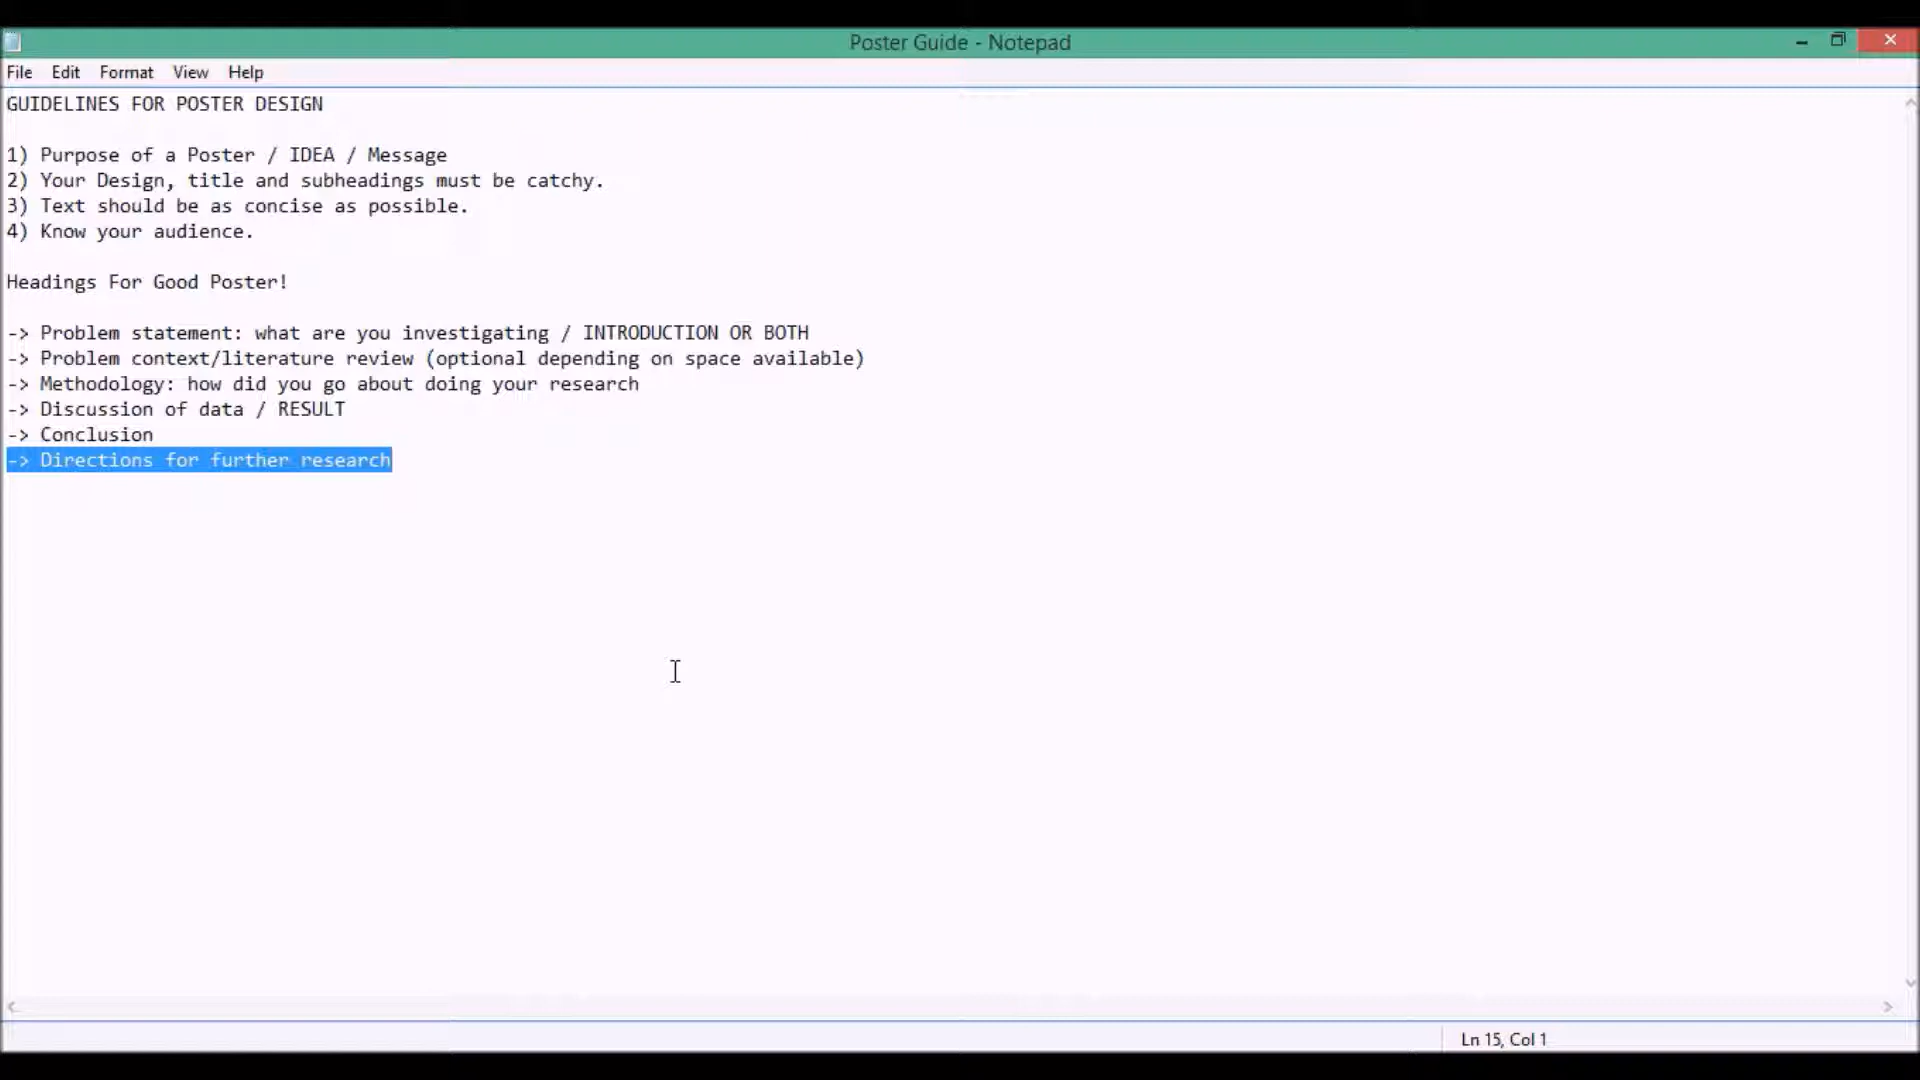 Poster Guide - Notepad
File Edit Format View Help
GUIDELINES FOR POSTER DESIGN
1) Purpose of a Poster / IDEA / Message
2) Your Design, title and subheadings must be catchy.
3) Text should be as concise as possible.
4) Know your audience.
Headings For Good Poster!
-> Problem statement: what are you investigating / INTRODUCTION OR BOTH
-> Problem context/literature review (optional depending on space available)
-> Methodology: how did you go about doing your research
-> Discussion of data / RESULT
-> Conclusion
-> Directions for further research
Ln 15, Col 1